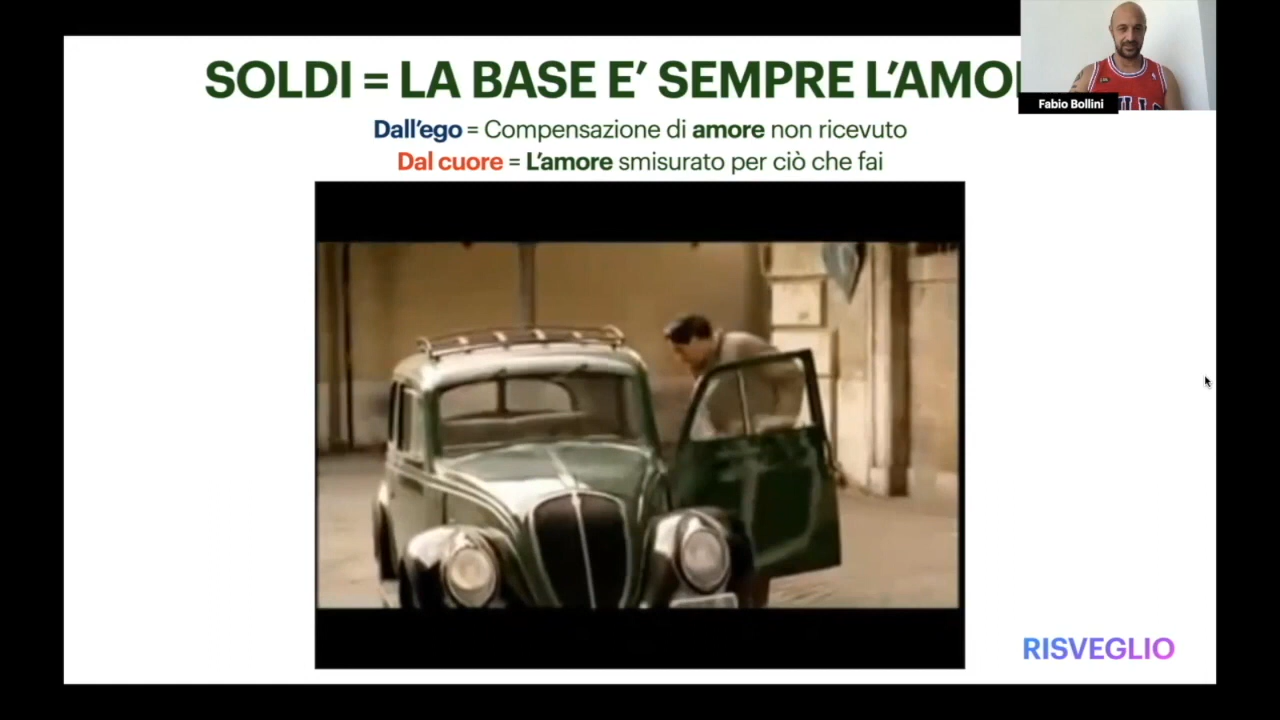 SOLDI = LA BASE E’ SEMPRE L’AMO
Fabio Bollini
Dall’ego = Compensazione di amore non ricevuto
Dal cuore = L’amore smisurato per ciò che fai
RISVEGLIO